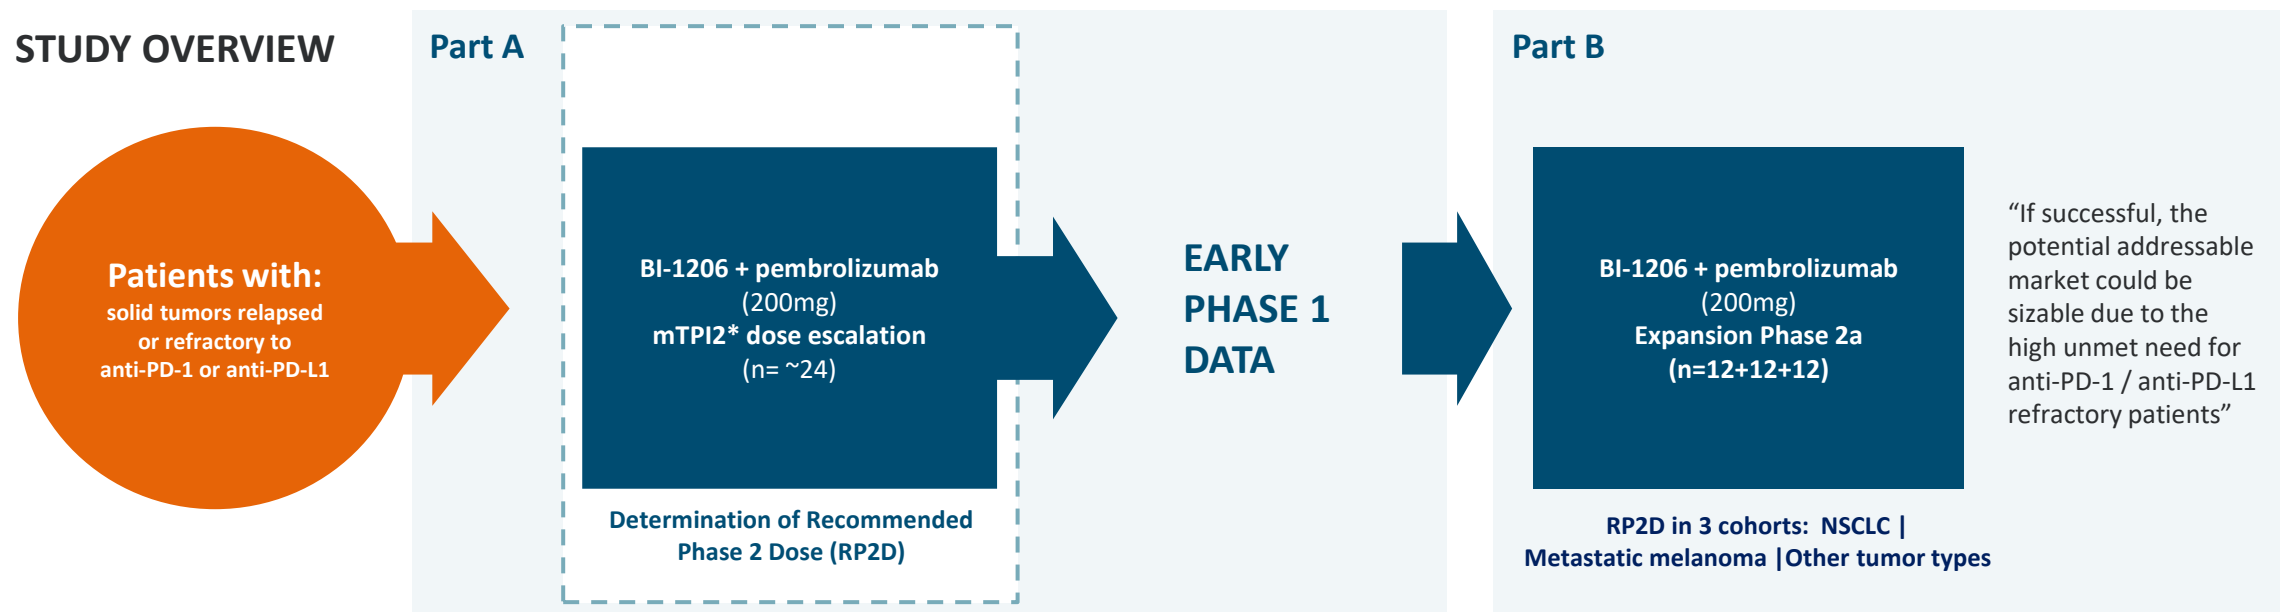 STUDY OVERVIEW
Patients with:
solid tumors relapsed
or refractory to
anti-PD-1 or anti-PD-L1
Part A
BI-1206 + pembrolizumab
(200mg)
mTPI2* dose escalation
(n= ~24)
Determination of Recommended
Phase 2 Dose (RP2D)
EARLY
PHASE 1
DATA
Part B
BI-1206 + pembrolizumab
(200mg)
Expansion Phase 2a
(n=12+12+12)
RP2D in 3 cohorts:  NSCLC |
Metastatic melanoma |Other tumor types
“If successful, the
potential addressable
market could be
sizable due to the
high unmet need for
anti-PD-1 / anti-PD-L1
refractory patients”